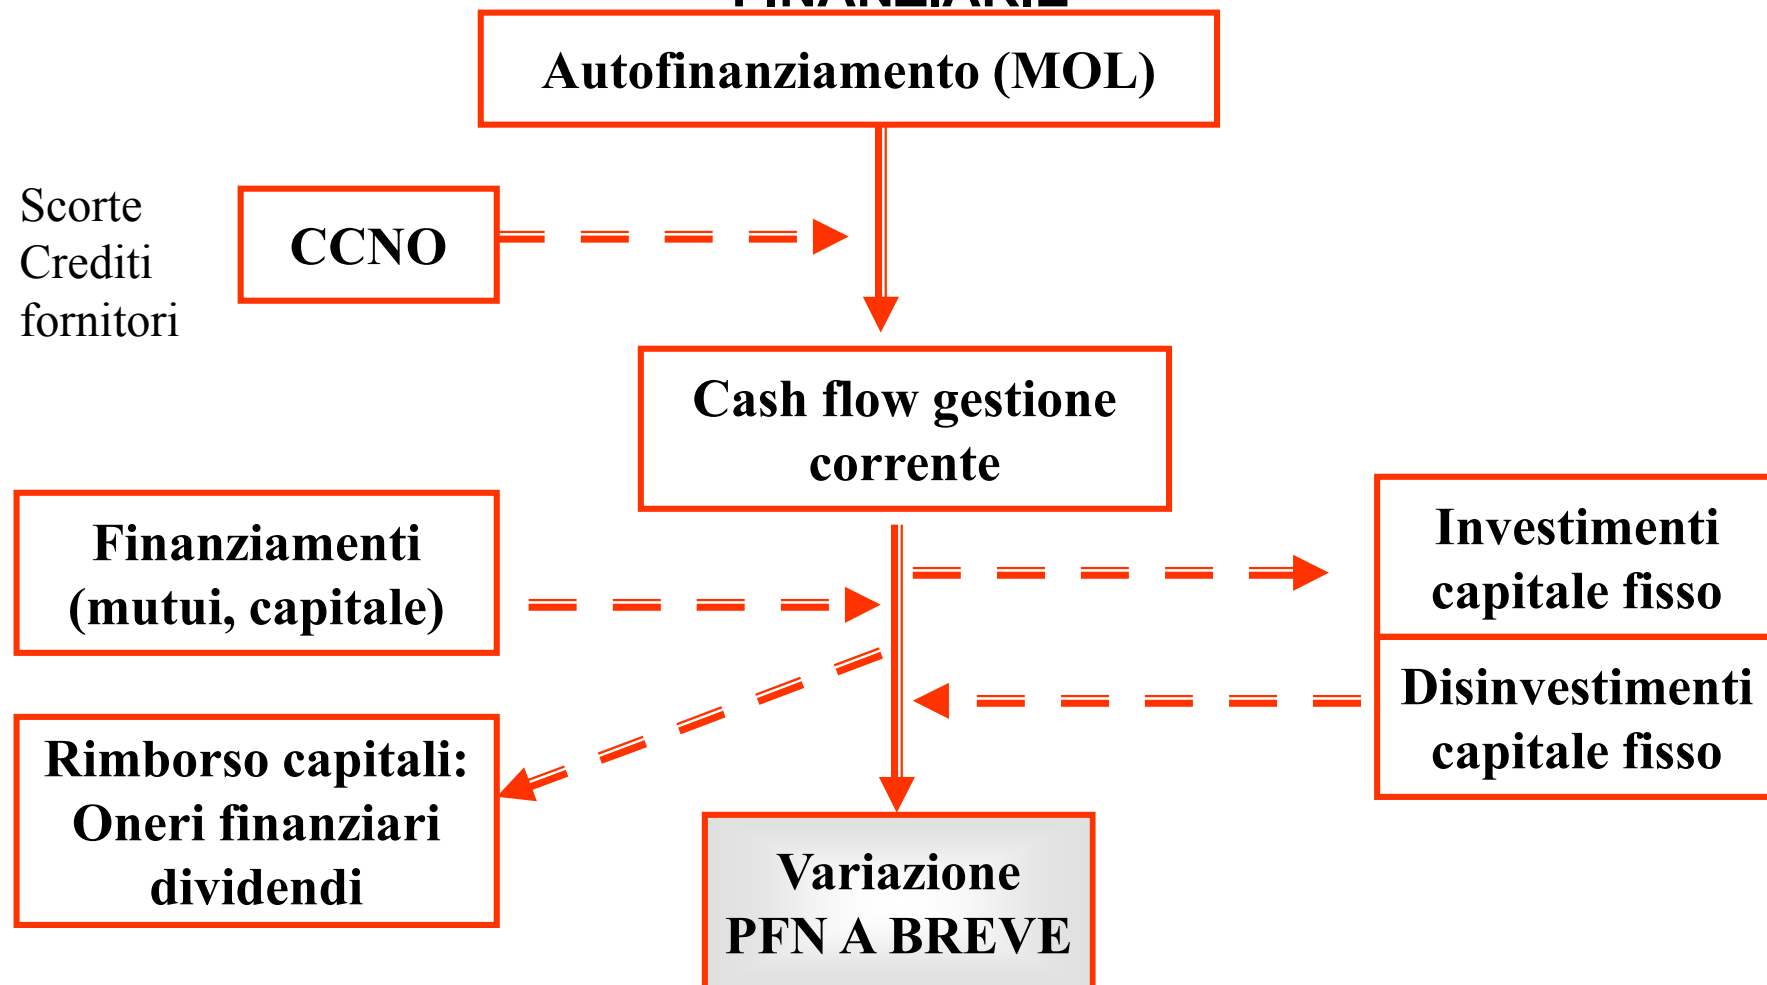 Autofinanziamento (MOL)
Scorte
Crediti
fornitori
CCNO
Cash flow gestione
corrente
Finanziamenti
(mutui, capitale)
Investimenti
capitale fisso
Disinvestimenti
capitale fisso
Rimborso capitali:
Oneri finanziari
dividendi
Variazione
PFN A BREVE